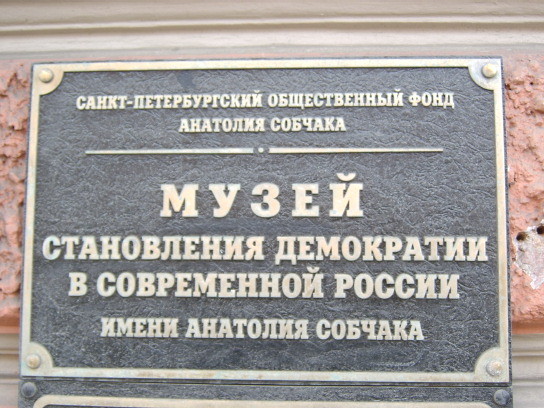 САНКТ-ПЕТЕРБУРГСКИЙ ОБЩЕСТВЕННЫЙ ФОНД
АНАТОЛИЯ СОБЧАКА
МУЗЕЙ
СТАНОВЛЕНИЯ ДЕМОКРАТИИ
В СОВРЕМЕННОЙ РОССИИ
ИМЕНИ АНАТОЛИЯ СОБЧАКА